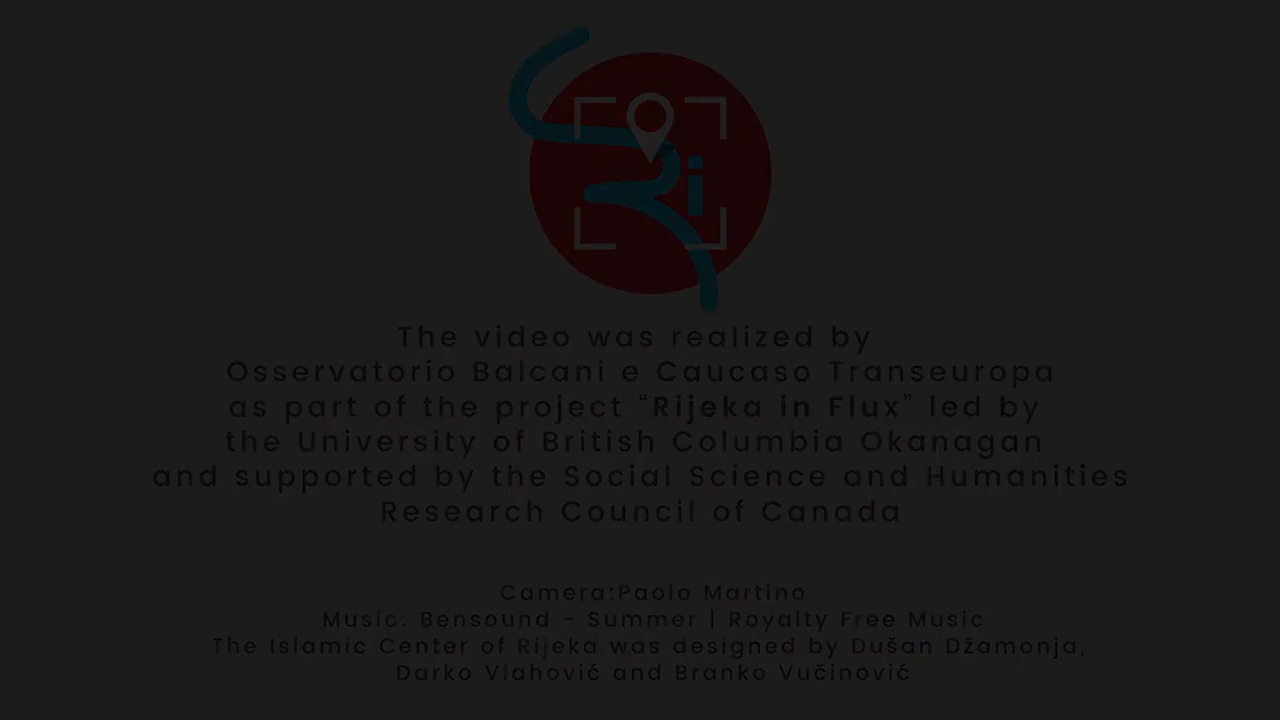 Ri
The video was realized by
Osservatorio Balcani e Caucaso Transeuropa
as part of the project “Rijeka in Flux” led by
the University of British Columbia Okanagan
and supported by the Social Science and Humanities
Research Council of Canada
Camera:Paolo Martino
Music: Bensound - Summer | Royalty Free Music
The Islamic Center of Rijeka was designed by Dušan Džamonja,
Darko Vlahović and Branko Vučinović